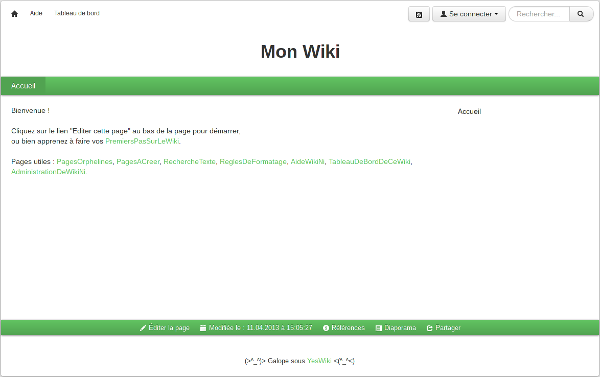 Aide Tableau de bord Se connecter Rechercher...
Mon Wiki
Accueil
Bienvenue !
Accueil
Cliquez sur le lien "Editer cette page" au bas de la page pour démarrer,
ou bien apprenez à faire vos PremiersPasSurLeWiki.
Pages utiles : PagesOrphelines, PagesACreer, RechercheTexte, ReglesDeFormatage, AideWikiNi, TableauDeBordDeCeWiki,
AdministrationDeWikiNi
Editer la page Modifiée le : 11.04.2013 à 15:05:27 Références Diaporama Partager
(>^_^)> Galope sous YesWiki <(^_^<)